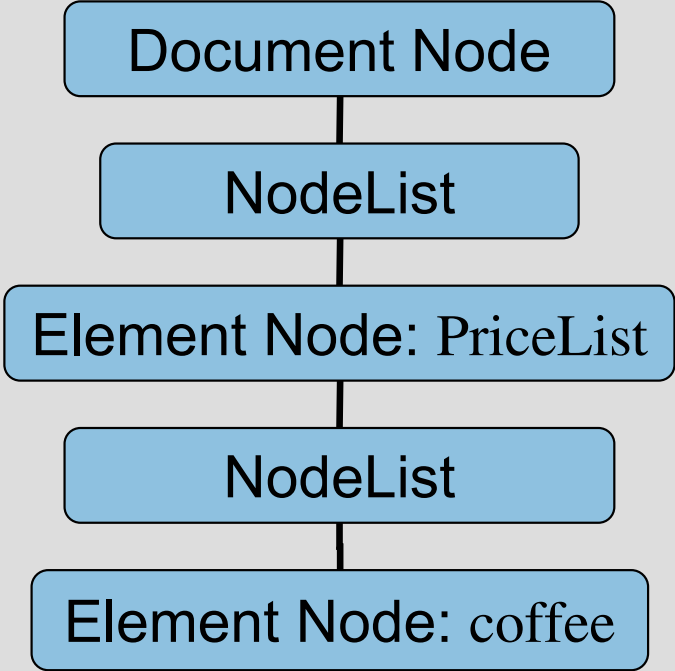 Document Node
NodeList
Element Node: PriceList
NodeList
Element Node: coffee